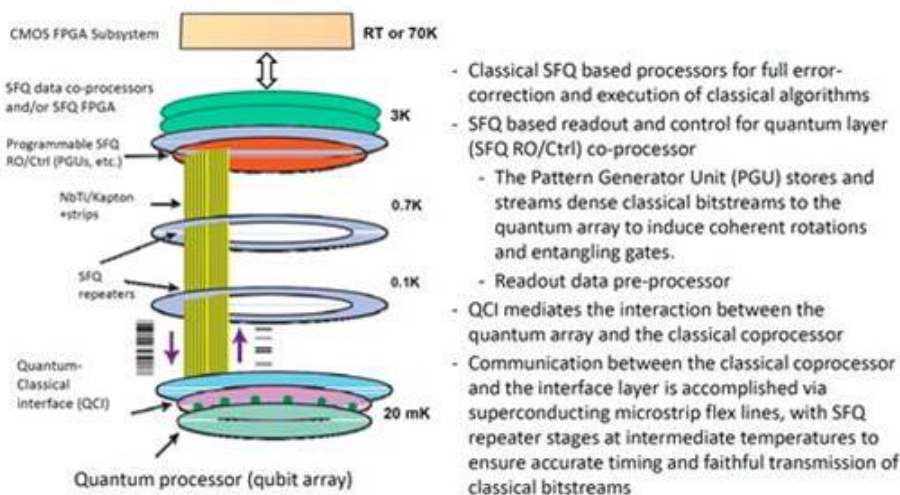 CMOS FPGA Subsystem
RT or 70K
SFQ data co-processors
and/or SFQ FPGA
3K
Programmable SFQ
RO/Ctrl (PGUs, etc.)
NbTi/Kapton
+strips
0.7K
SFQ
repeaters
0.1K
Quantum-
Classical
interface (QCI)
20 mK
Quantum processor (qubit array)
- Classical SFQ based processors for full error-
correction and execution of classical algorithms
- SFQ based readout and control for quantum layer
(SFQ RO/Ctrl) co-processor
- The Pattern Generator Unit (PGU) stores and
streams dense classical bitstreams to the
quantum array to induce coherent rotations
and entangling gates.
- Readout data pre-processor
- QCI mediates the interaction between the
quantum array and the classical coprocessor
- Communication between the classical coprocessor
and the interface layer is accomplished via
superconducting microstrip flex lines, with SFQ
repeater stages at intermediate temperatures to
ensure accurate timing and faithful transmission of
classical bitstreams